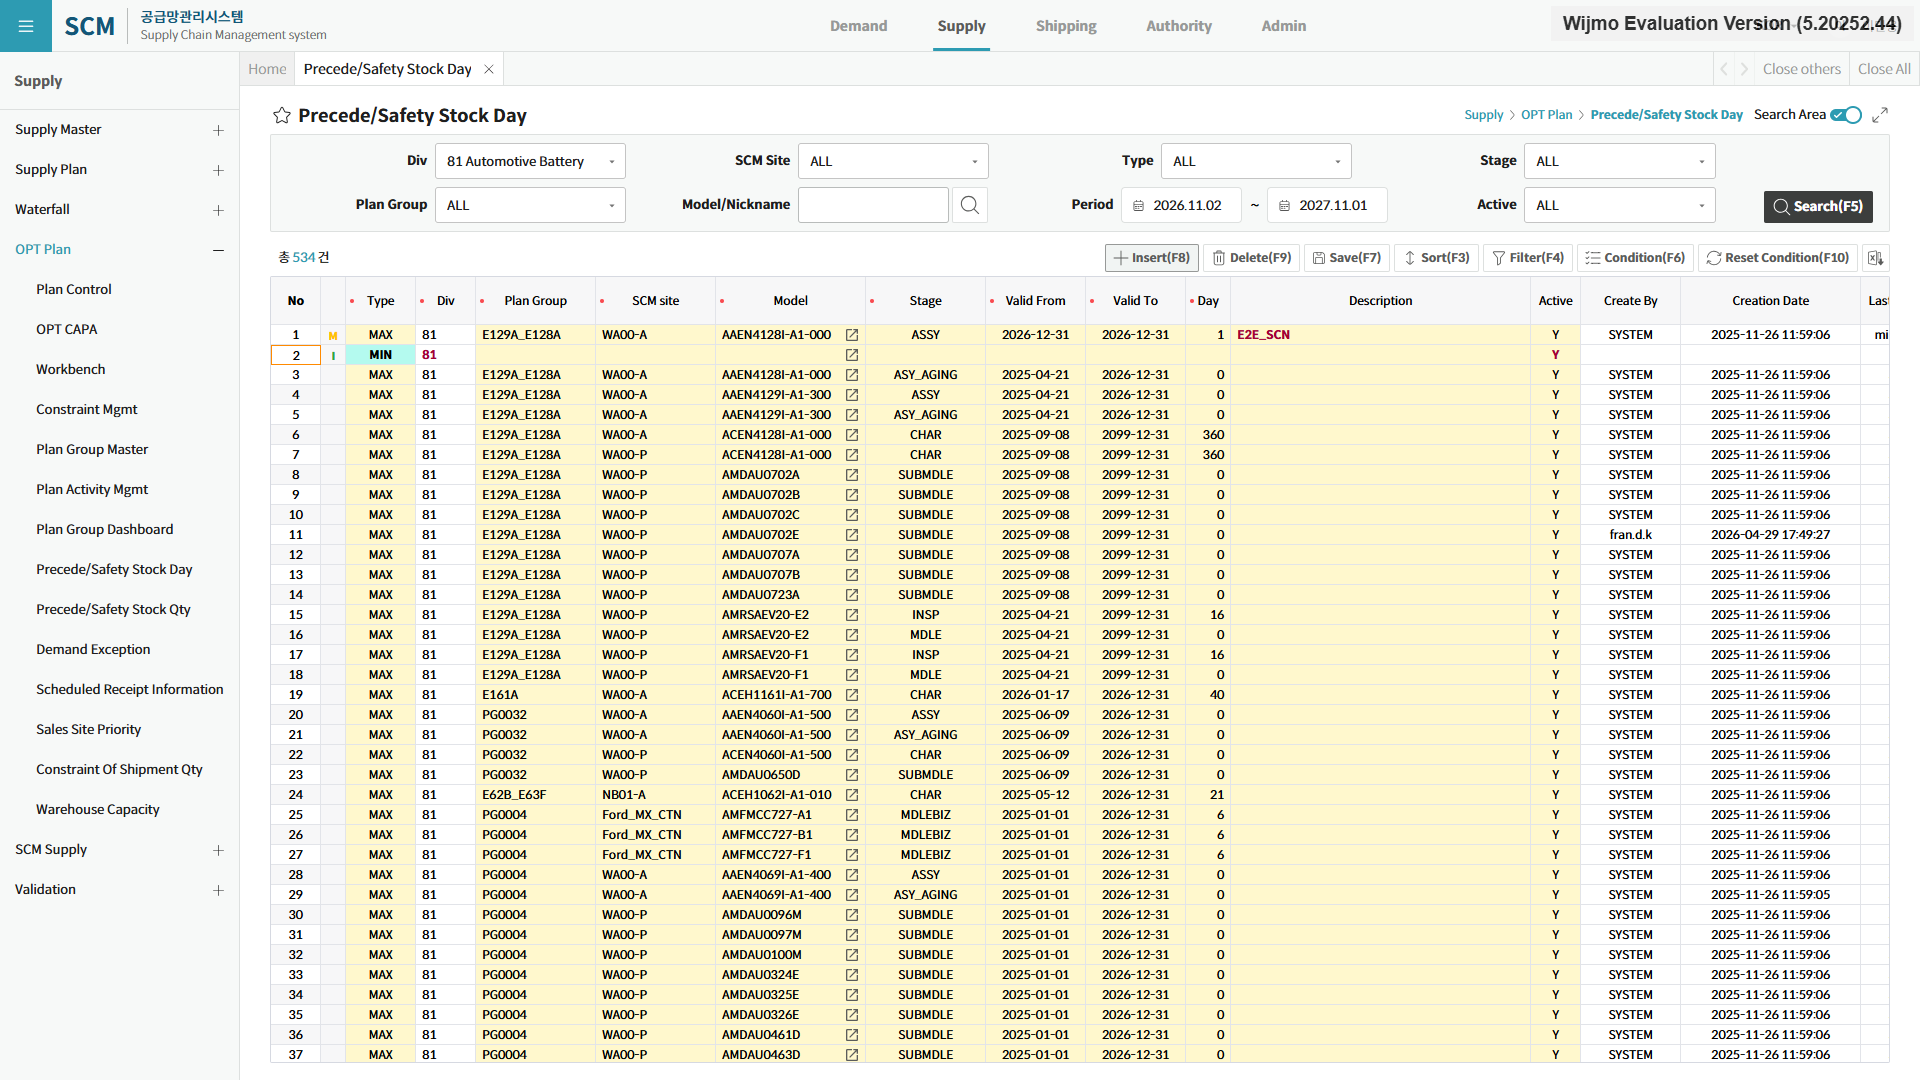 SCM 공급망관리시스템
Supply Chain Management system
Demand Supply Shipping Authority Admin
Wijmo Evaluation Version (5.20252.44)
Supply
Home Precede/Safety Stock Day
Close others Close All
Supply Master
Supply Plan
Waterfall
OPT Plan
Plan Control
OPT CAPA
Workbench
Constraint Mgmt
Plan Group Master
Plan Activity Mgmt
Plan Group Dashboard
Precede/Safety Stock Day
Precede/Safety Stock Qty
Demand Exception
Scheduled Receipt Information
Sales Site Priority
Constraint Of Shipment Qty
Warehouse Capacity
SCM Supply
Validation
Precede/Safety Stock Day
Supply > OPT Plan > Precede/Safety Stock Day Search Area
Div 81 Automotive Battery SCM Site ALL Type ALL Stage ALL
Plan Group ALL Model/Nickname Period 2026.11.02 ~ 2027.11.01 Active ALL Search(F5)
총 534 건
Insert(F8) Delete(F9) Save(F7) Sort(F3) Filter(F4) Condition(F6) Reset Condition(F10)
No Type Div Plan Group SCM site Model Stage Valid From Valid To Day Description Active Create By Creation Date Las
1 M MAX 81 E129A_E128A WA00-A AAEN4128I-A1-000 ASSY 2026-12-31 2026-12-31 1 E2E_SCN Y SYSTEM 2025-11-26 11:59:06 mi
2 I MIN 81 Y
3 MAX 81 E129A_E128A WA00-A AAEN4128I-A1-000 ASY_AGING 2025-04-21 2026-12-31 0 Y SYSTEM 2025-11-26 11:59:06
4 MAX 81 E129A_E128A WA00-A AAEN4129I-A1-300 ASSY 2025-04-21 2026-12-31 0 Y SYSTEM 2025-11-26 11:59:06
5 MAX 81 E129A_E128A WA00-A AAEN4129I-A1-300 ASY_AGING 2025-04-21 2026-12-31 0 Y SYSTEM 2025-11-26 11:59:06
6 MAX 81 E129A_E128A WA00-A ACEN4128I-A1-000 CHAR 2025-09-08 2099-12-31 360 Y SYSTEM 2025-11-26 11:59:06
7 MAX 81 E129A_E128A WA00-P ACEN4128I-A1-000 CHAR 2025-09-08 2099-12-31 360 Y SYSTEM 2025-11-26 11:59:06
8 MAX 81 E129A_E128A WA00-P AMDAU0702A SUBMDLE 2025-09-08 2099-12-31 0 Y SYSTEM 2025-11-26 11:59:06
9 MAX 81 E129A_E128A WA00-P AMDAU0702B SUBMDLE 2025-09-08 2099-12-31 0 Y SYSTEM 2025-11-26 11:59:06
10 MAX 81 E129A_E128A WA00-P AMDAU0702C SUBMDLE 2025-09-08 2099-12-31 0 Y SYSTEM 2025-11-26 11:59:06
11 MAX 81 E129A_E128A WA00-P AMDAU0702E SUBMDLE 2025-09-08 2099-12-31 0 Y fran.d.k 2026-04-29 17:49:27
12 MAX 81 E129A_E128A WA00-P AMDAU0707A SUBMDLE 2025-09-08 2099-12-31 0 Y SYSTEM 2025-11-26 11:59:06
13 MAX 81 E129A_E128A WA00-P AMDAU0707B SUBMDLE 2025-09-08 2099-12-31 0 Y SYSTEM 2025-11-26 11:59:06
14 MAX 81 E129A_E128A WA00-P AMDAU0723A SUBMDLE 2025-09-08 2099-12-31 0 Y SYSTEM 2025-11-26 11:59:06
15 MAX 81 E129A_E128A WA00-P AMRSAEV20-E2 INSP 2025-04-21 2099-12-31 16 Y SYSTEM 2025-11-26 11:59:06
16 MAX 81 E129A_E128A WA00-P AMRSAEV20-E2 MDLE 2025-04-21 2099-12-31 0 Y SYSTEM 2025-11-26 11:59:06
17 MAX 81 E129A_E128A WA00-P AMRSAEV20-F1 INSP 2025-04-21 2099-12-31 16 Y SYSTEM 2025-11-26 11:59:06
18 MAX 81 E129A_E128A WA00-P AMRSAEV20-F1 MDLE 2025-04-21 2099-12-31 0 Y SYSTEM 2025-11-26 11:59:06
19 MAX 81 E161A WA00-A ACEH1161I-A1-700 CHAR 2026-01-17 2026-12-31 40 Y SYSTEM 2025-11-26 11:59:06
20 MAX 81 PG0032 WA00-A AAEN4060I-A1-500 ASSY 2025-06-09 2026-12-31 0 Y SYSTEM 2025-11-26 11:59:06
21 MAX 81 PG0032 WA00-A AAEN4060I-A1-500 ASY_AGING 2025-06-09 2026-12-31 0 Y SYSTEM 2025-11-26 11:59:06
22 MAX 81 PG0032 WA00-P ACEN4060I-A1-500 CHAR 2025-06-09 2026-12-31 0 Y SYSTEM 2025-11-26 11:59:06
23 MAX 81 PG0032 WA00-P AMDAU0650D SUBMDLE 2025-06-09 2026-12-31 0 Y SYSTEM 2025-11-26 11:59:06
24 MAX 81 E62B_E63F NB01-A ACEH1062I-A1-010 CHAR 2025-05-12 2026-12-31 21 Y SYSTEM 2025-11-26 11:59:06
25 MAX 81 PG0004 Ford_MX_CTN AMFMCC727-A1 MDLEBIZ 2025-01-01 2026-12-31 6 Y SYSTEM 2025-11-26 11:59:06
26 MAX 81 PG0004 Ford_MX_CTN AMFMCC727-B1 MDLEBIZ 2025-01-01 2026-12-31 6 Y SYSTEM 2025-11-26 11:59:06
27 MAX 81 PG0004 Ford_MX_CTN AMFMCC727-F1 MDLEBIZ 2025-01-01 2026-12-31 6 Y SYSTEM 2025-11-26 11:59:06
28 MAX 81 PG0004 WA00-A AAEN4069I-A1-400 ASSY 2025-01-01 2026-12-31 0 Y SYSTEM 2025-11-26 11:59:06
29 MAX 81 PG0004 WA00-A AAEN4069I-A1-400 ASY_AGING 2025-01-01 2026-12-31 0 Y SYSTEM 2025-11-26 11:59:05
30 MAX 81 PG0004 WA00-P AMDAU0096M SUBMDLE 2025-01-01 2026-12-31 0 Y SYSTEM 2025-11-26 11:59:06
31 MAX 81 PG0004 WA00-P AMDAU0097M SUBMDLE 2025-01-01 2026-12-31 0 Y SYSTEM 2025-11-26 11:59:06
32 MAX 81 PG0004 WA00-P AMDAU0100M SUBMDLE 2025-01-01 2026-12-31 0 Y SYSTEM 2025-11-26 11:59:06
33 MAX 81 PG0004 WA00-P AMDAU0324E SUBMDLE 2025-01-01 2026-12-31 0 Y SYSTEM 2025-11-26 11:59:06
34 MAX 81 PG0004 WA00-P AMDAU0325E SUBMDLE 2025-01-01 2026-12-31 0 Y SYSTEM 2025-11-26 11:59:06
35 MAX 81 PG0004 WA00-P AMDAU0326E SUBMDLE 2025-01-01 2026-12-31 0 Y SYSTEM 2025-11-26 11:59:06
36 MAX 81 PG0004 WA00-P AMDAU0461D SUBMDLE 2025-01-01 2026-12-31 0 Y SYSTEM 2025-11-26 11:59:06
37 MAX 81 PG0004 WA00-P AMDAU0463D SUBMDLE 2025-01-01 2026-12-31 0 Y SYSTEM 2025-11-26 11:59:06